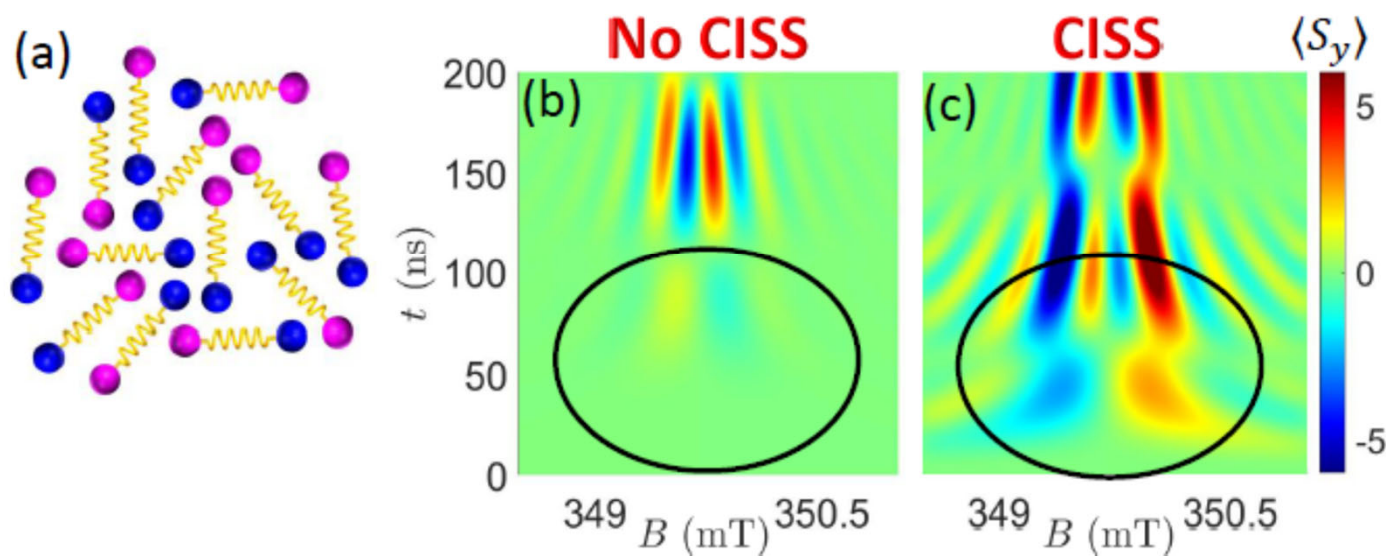 (a)
No CISS
CISS
⟨S_y⟩
(b)
(c)
200
150
100
50
0
t (ns)
349
B (mT)
350.5
349
B (mT)
350.5
5
0
-5